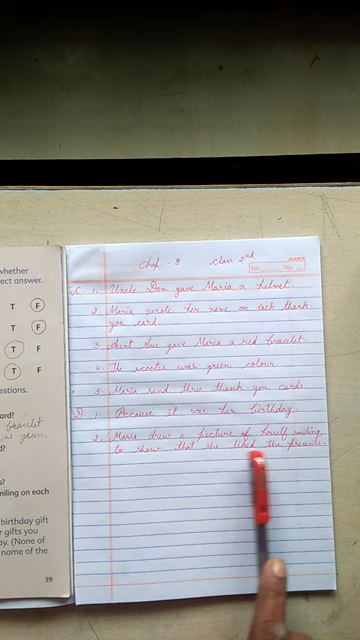 whether
ect answer.
T F
T F
T F
T F
estions.
ard?
bracelet
green
d?
s?
miling on each
birthday gift
r gifts you
ay. (None of
name of the
39
Chap. 8 Class 2nd
C 1. Uncle Dan gave Maria a helmet.
2. Maria wrote her name on each thank-
you card.
3. Aunt Sue gave Maria a red bracelet.
4. The scooter was green colour
5. Maria send three thank-you cards.
D 1. Because it was her birthday.
2. Maria drew a picture of herself smiling
to show that she liked the presents.